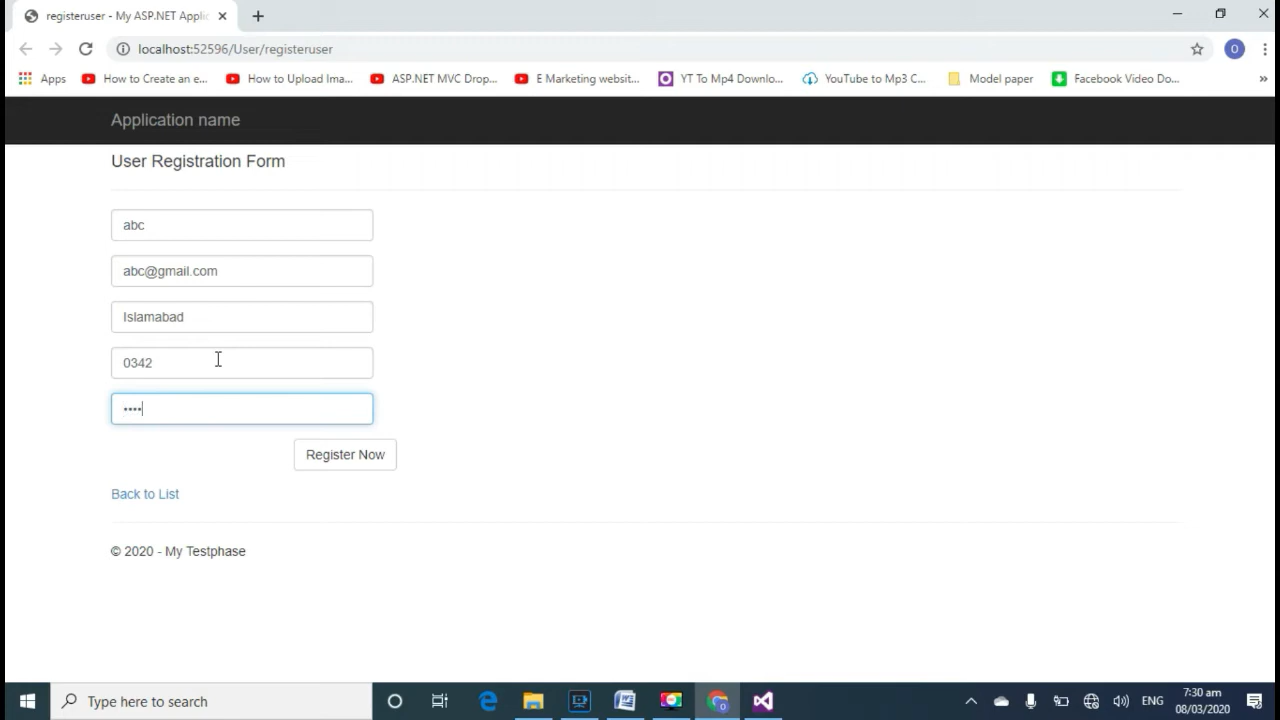 registeruser - My ASP.NET Applic
localhost:52596/User/registeruser
O
Apps
How to Create an e...
How to Upload Ima...
ASP.NET MVC Drop...
E Marketing websit...
YT To Mp4 Downlo...
YouTube to Mp3 C...
Model paper
Facebook Video Do...
»
Application name
User Registration Form
abc
abc@gmail.com
Islamabad
0342
••••
Register Now
Back to List
© 2020 - My Testphase
Type here to search
ENG
7:30 am
08/03/2020